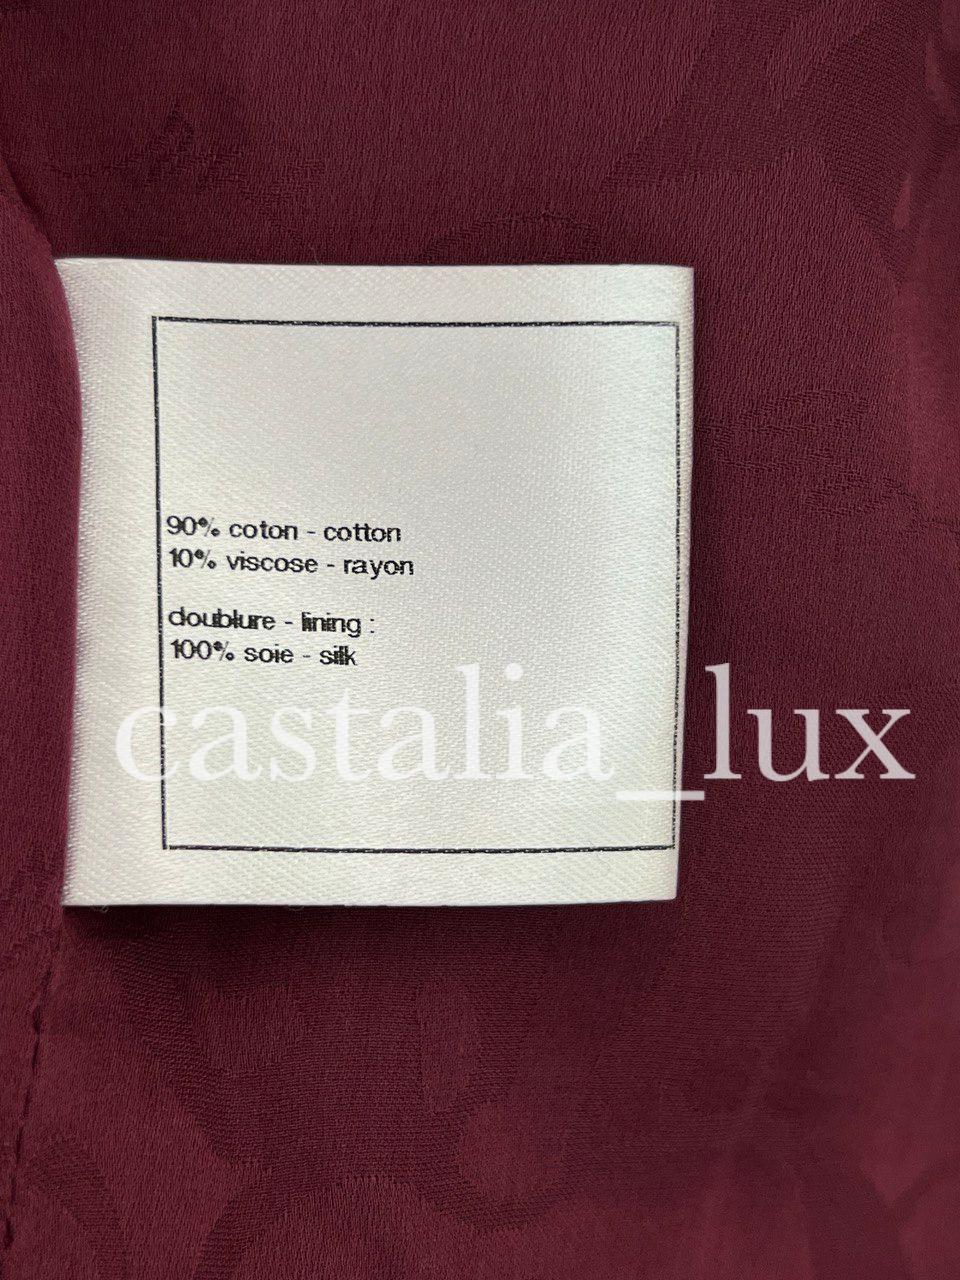 90% coton - cotton
10% viscose - rayon
doublure - lining :
100% soie - silk
castalia_lux